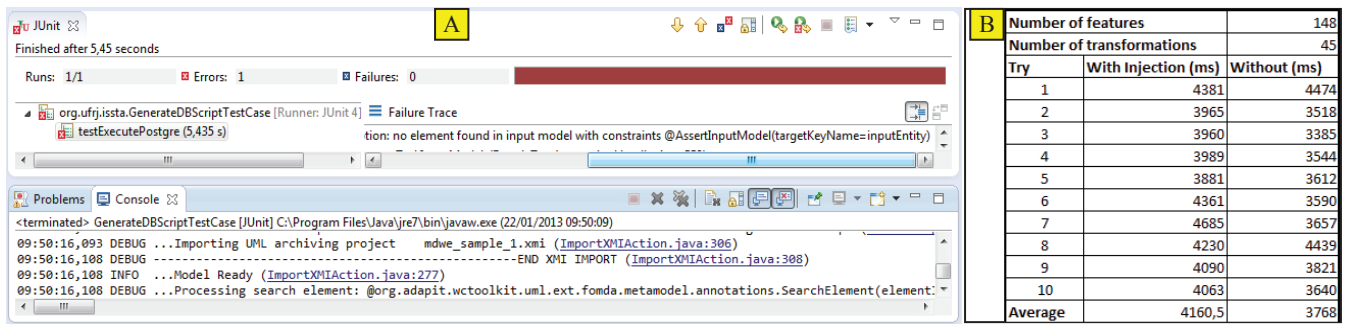 JUnit
A
Finished after 5,45 seconds
Runs: 1/1 Errors: 1 Failures: 0
org.ufrj.issta.GenerateDBScriptTestCase [Runner: JUnit 4]
testExecutePostgre (5,435 s)
Failure Trace
tion: no element found in input model with constraints @AssertInputModel(targetKeyName=inputEntity)
Problems Console
<terminated> GenerateDBScriptTestCase [JUnit] C:\Program Files\Java\jre7\bin\javaw.exe (22/01/2013 09:50:09)
09:50:16,093 DEBUG ...Importing UML archiving project mdwe_sample_1.xmi (ImportXMIAction.java:306)
09:50:16,108 DEBUG --------------------------------------------------END XMI IMPORT (ImportXMIAction.java:308)
09:50:16,108 INFO ...Model Ready (ImportXMIAction.java:277)
09:50:16,108 DEBUG ...Processing search element: @org.adapit.wctoolkit.uml.ext.fomda.metamodel.annotations.SearchElement(element
B
Number of features 148
Number of transformations 45
Try With Injection (ms) Without (ms)
1 4381 4474
2 3965 3518
3 3960 3385
4 3989 3544
5 3881 3612
6 4361 3590
7 4685 3657
8 4230 4439
9 4090 3821
10 4063 3640
Average 4160,5 3768